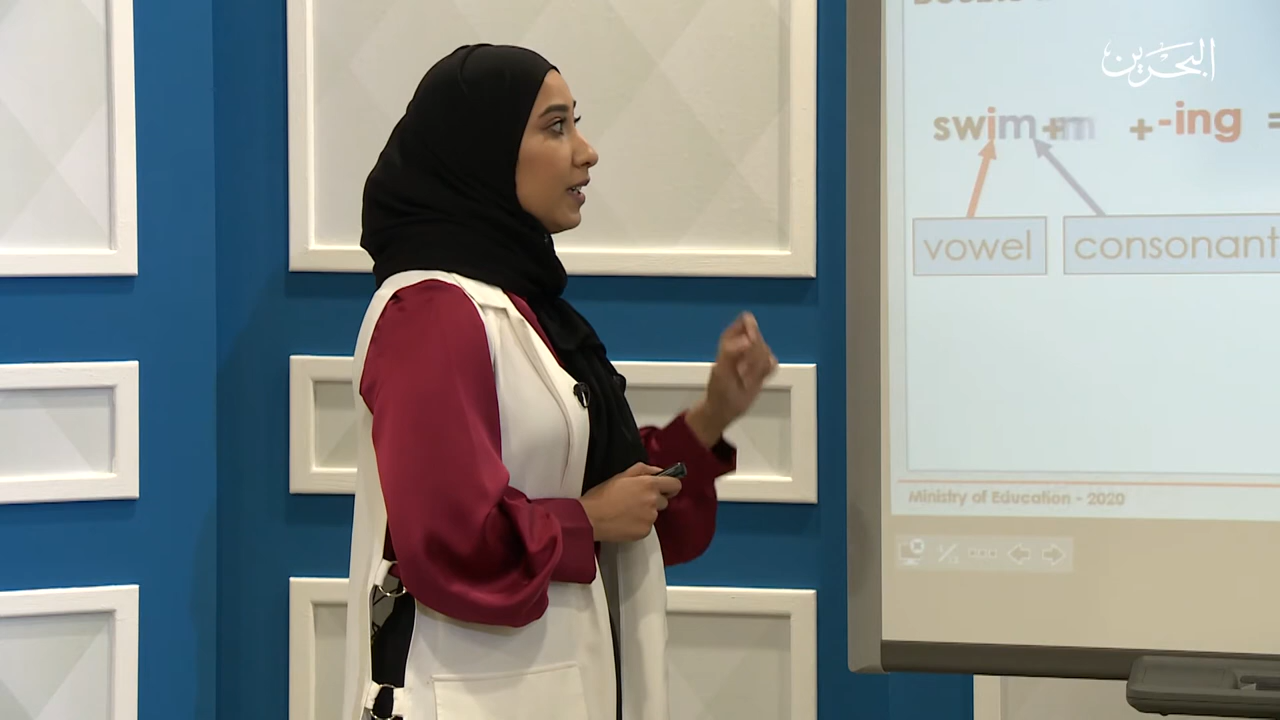 البحرين
swim+m + -ing =
vowel consonant
Ministry of Education - 2020